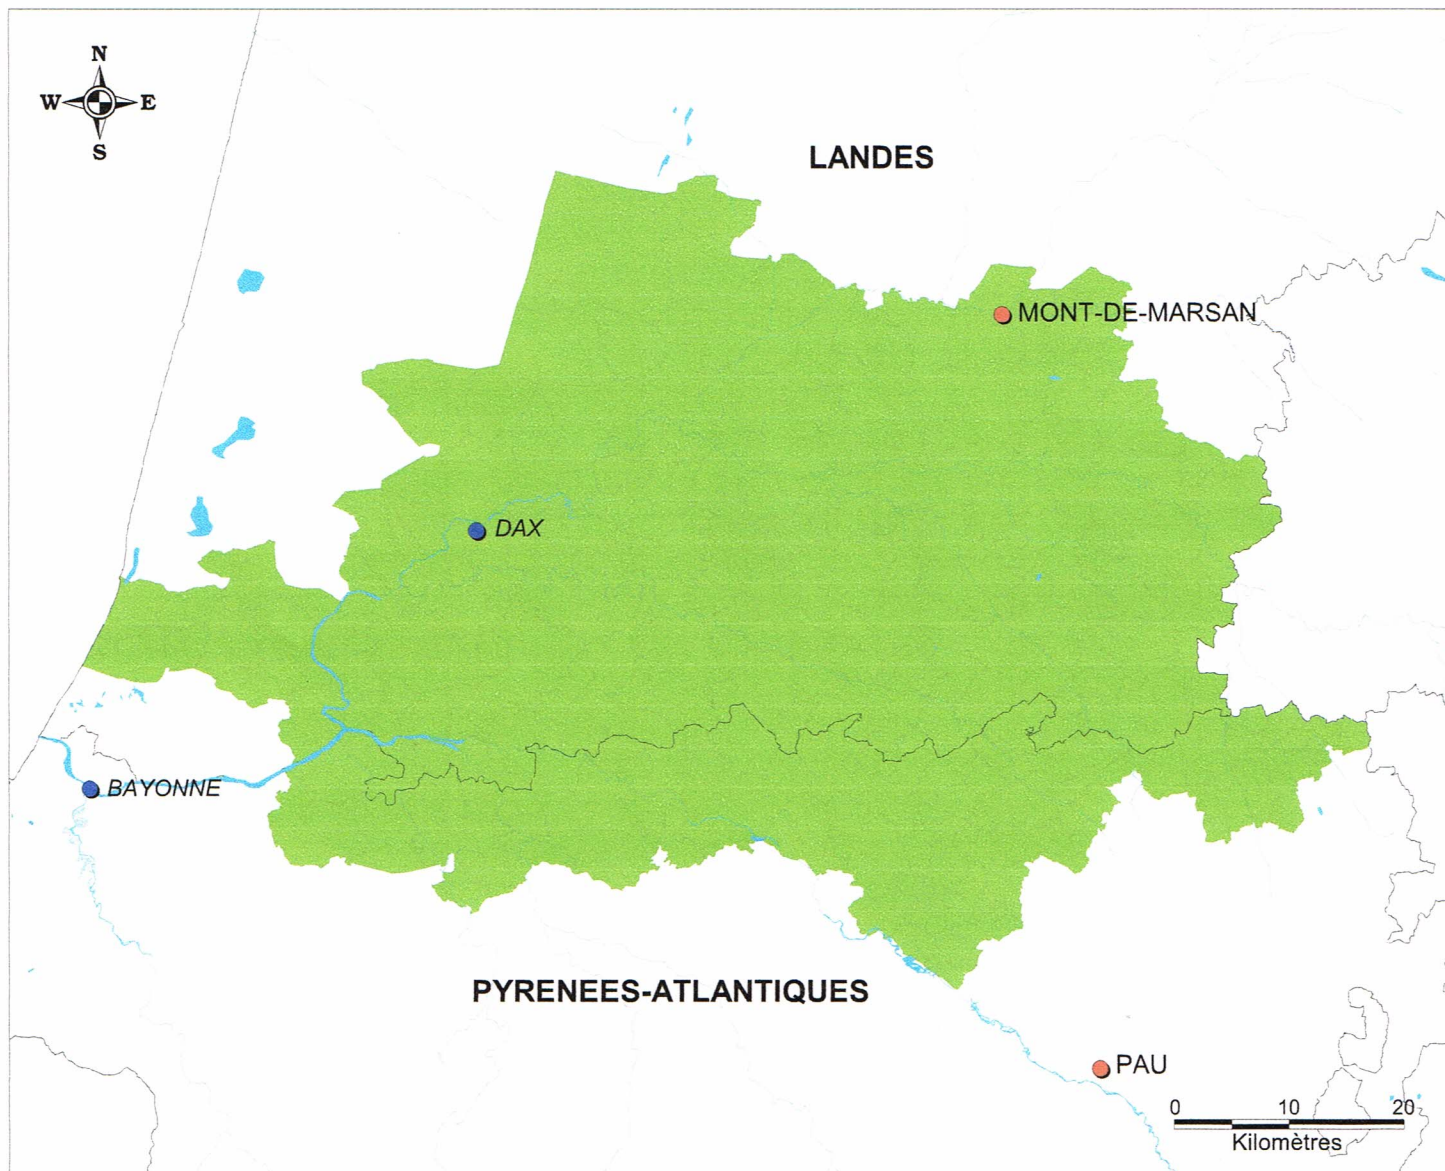 N
W E
S
LANDES
MONT-DE-MARSAN
DAX
BAYONNE
PYRENEES-ATLANTIQUES
PAU
0 10 20
Kilomètres